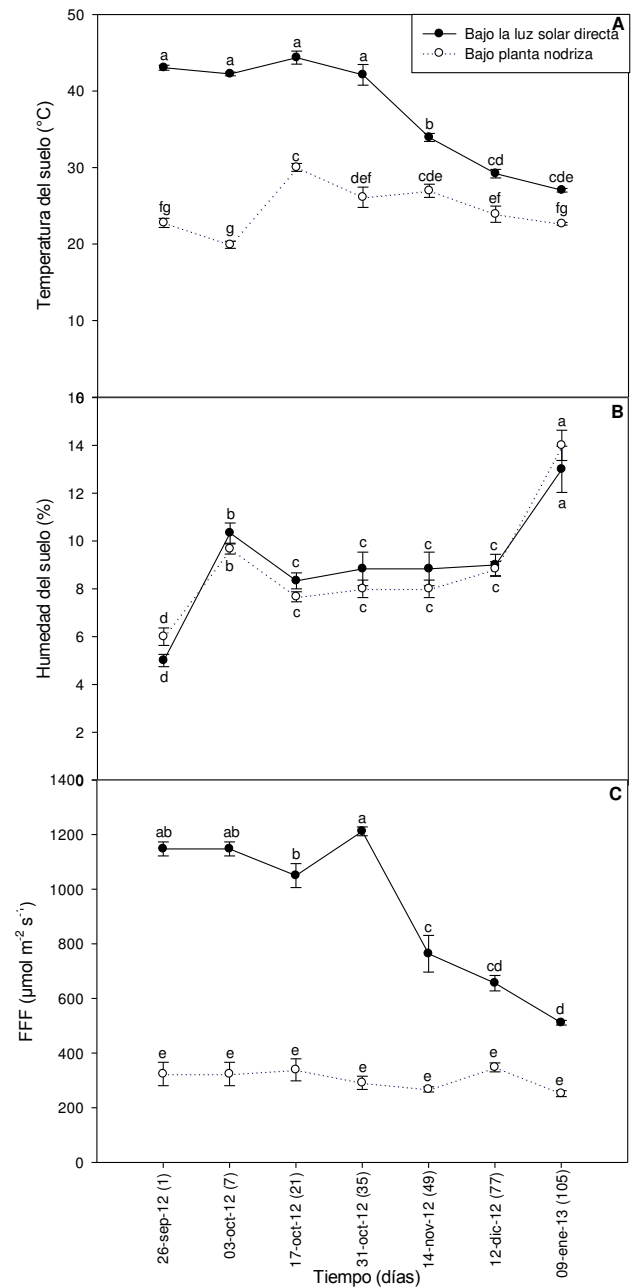 A
Bajo la luz solar directa
Bajo planta nodriza
Temperatura del suelo (°C)
50
40
30
20
10
a a a a b cd cde
fg g c def cde ef fg
B
Humedad del suelo (%)
16
14
12
10
8
6
4
2
0
d b c c c c a
d b c c c c a
C
FFF (µmol m-2 s-1)
1400
1200
1000
800
600
400
200
0
ab ab b a c cd d
e e e e e e e
26-sep-12 (1)
03-oct-12 (7)
17-oct-12 (21)
31-oct-12 (35)
14-nov-12 (49)
12-dic-12 (77)
09-ene-13 (105)
Tiempo (días)